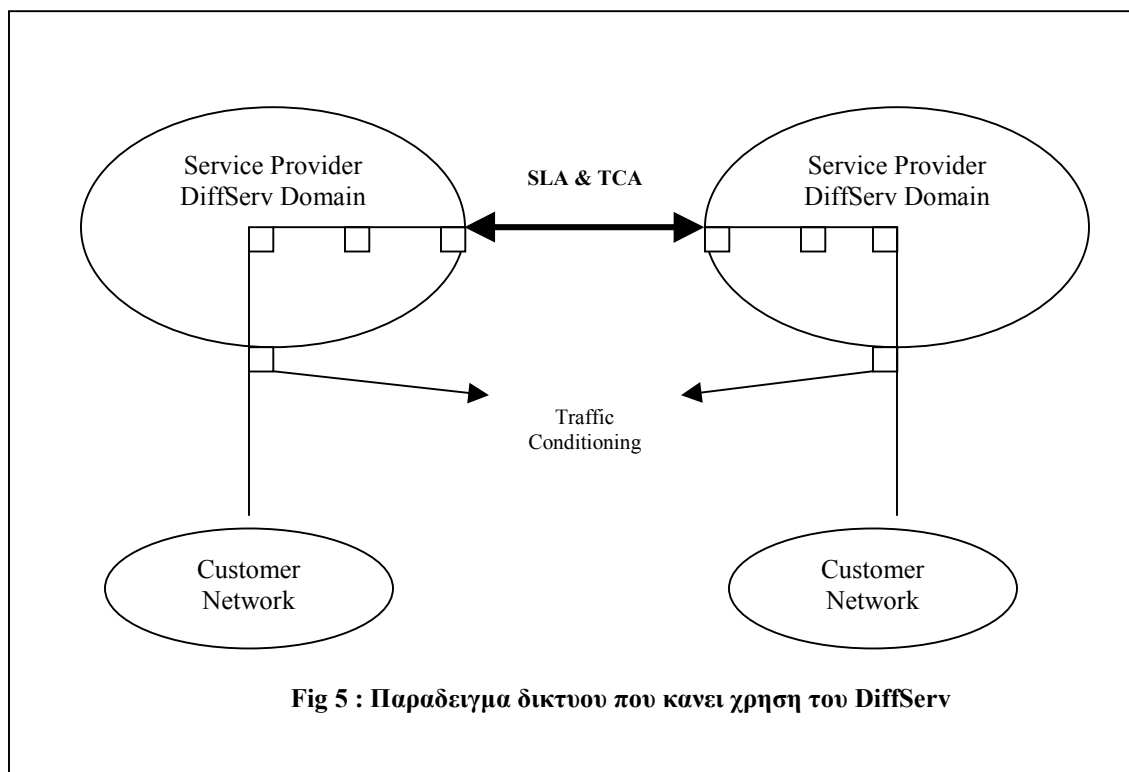 Service Provider
DiffServ Domain
SLA & TCA
Service Provider
DiffServ Domain
Traffic
Conditioning
Customer
Network
Customer
Network
Fig 5 : Παραδειγμα δικτυου που κανει χρηση του DiffServ